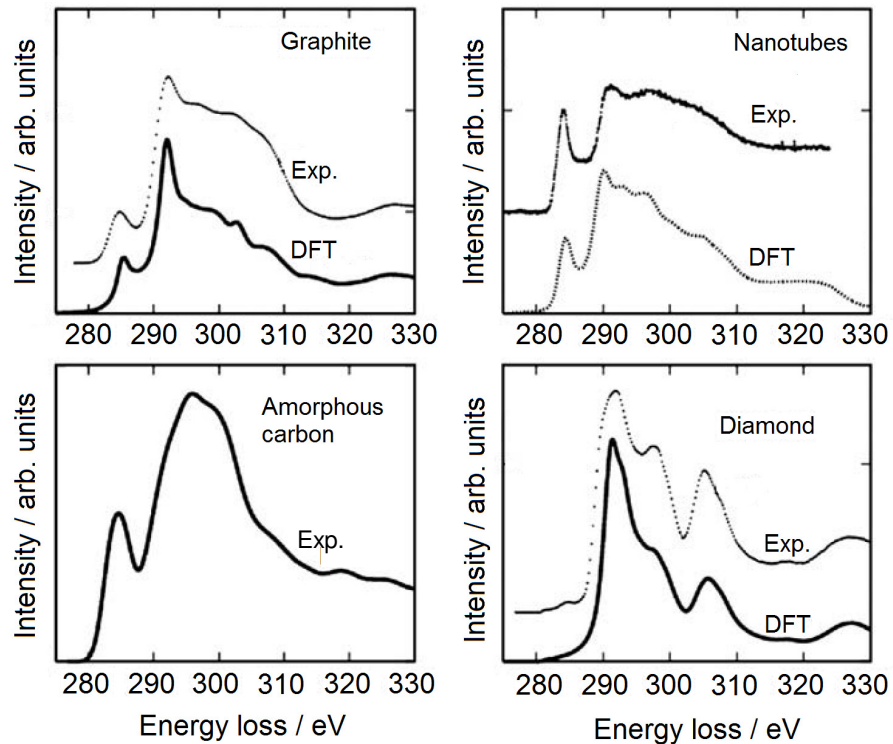 Graphite
Intensity / arb. units
Exp.
DFT
280 290 300 310 320 330
Nanotubes
Intensity / arb. units
Exp.
DFT
280 290 300 310 320 330
Amorphous
carbon
Intensity / arb. units
Exp.
280 290 300 310 320 330
Energy loss / eV
Diamond
Intensity / arb. units
Exp.
DFT
280 290 300 310 320 330
Energy loss / eV